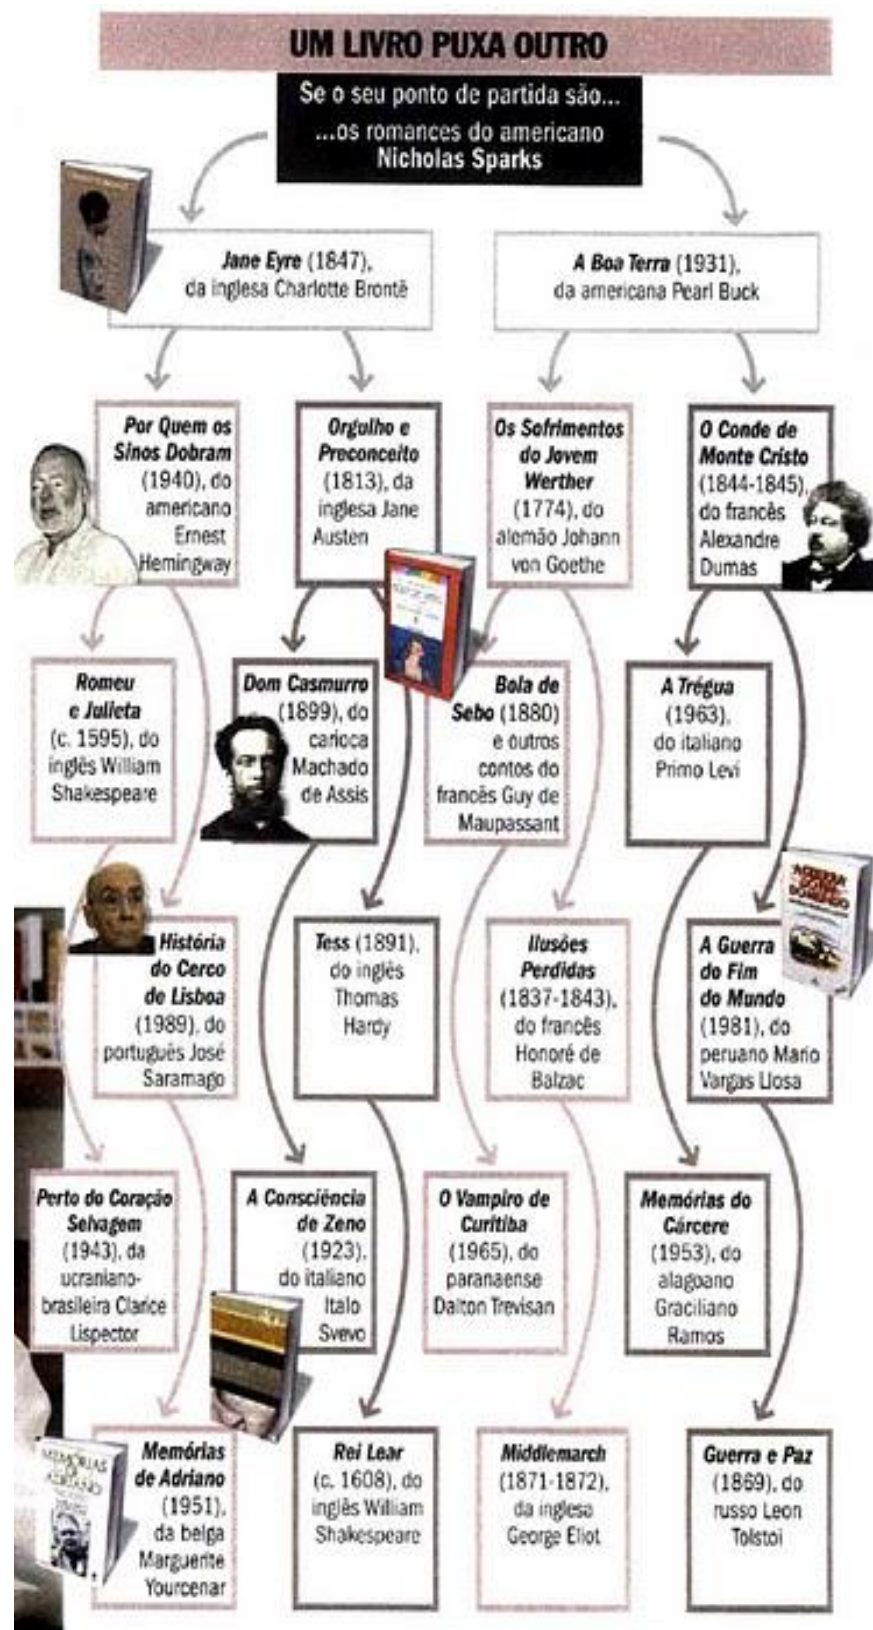 UM LIVRO PUXA OUTRO
Se o seu ponto de partida são...
...os romances do americano
Nicholas Sparks
Jane Eyre (1847),
da inglesa Charlotte Brontë
A Boa Terra (1931),
da americana Pearl Buck
Por Quem os
Sinos Dobram
(1940), do
americano
Ernest
Hemingway
Orgulho e
Preconceito
(1813), da
inglesa Jane
Austen
Os Sofrimentos
do Jovem
Werther
(1774), do
alemão Johann
von Goethe
O Conde de
Monte Cristo
(1844-1845),
do francês
Alexandre
Dumas
Romeu
e Julieta
(c. 1595), do
inglês William
Shakespeare
Dom Casmurro
(1899), do
carioca
Machado
de Assis
Bola de
Sebo (1880)
e outros
contos do
francês Guy de
Maupassant
A Trégua
(1963),
do italiano
Primo Levi
História
do Cerco
de Lisboa
(1989), do
português José
Saramago
Tess (1891),
do inglês
Thomas
Hardy
Ilusões
Perdidas
(1837-1843),
do francês
Honoré de
Balzac
A Guerra
do Fim
do Mundo
(1981), do
peruano Mario
Vargas Llosa
Perto do Coração
Selvagem
(1943), da
ucraniano-
brasileira Clarice
Lispector
A Consciência
de Zeno
(1923),
do italiano
Italo
Svevo
O Vampiro de
Curitiba
(1965), do
paranaense
Dalton Trevisan
Memórias do
Cárcere
(1953), do
alagoano
Graciliano
Ramos
MEMÓRIAS
DE
ADRIANO
Memórias
de Adriano
(1951),
da belga
Marguerite
Yourcenar
Rei Lear
(c. 1608), do
inglês William
Shakespeare
Middlemarch
(1871-1872),
da inglesa
George Eliot
Guerra e Paz
(1869), do
russo Leon
Tolstoi